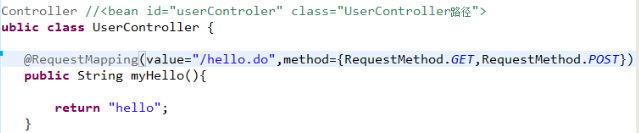 Controller //<bean id="userControler" class="UserController路径">
ublic class UserController {
@RequestMapping(value="/hello.do",method={RequestMethod.GET,RequestMethod.POST})
public String myHello(){
return "hello";
}